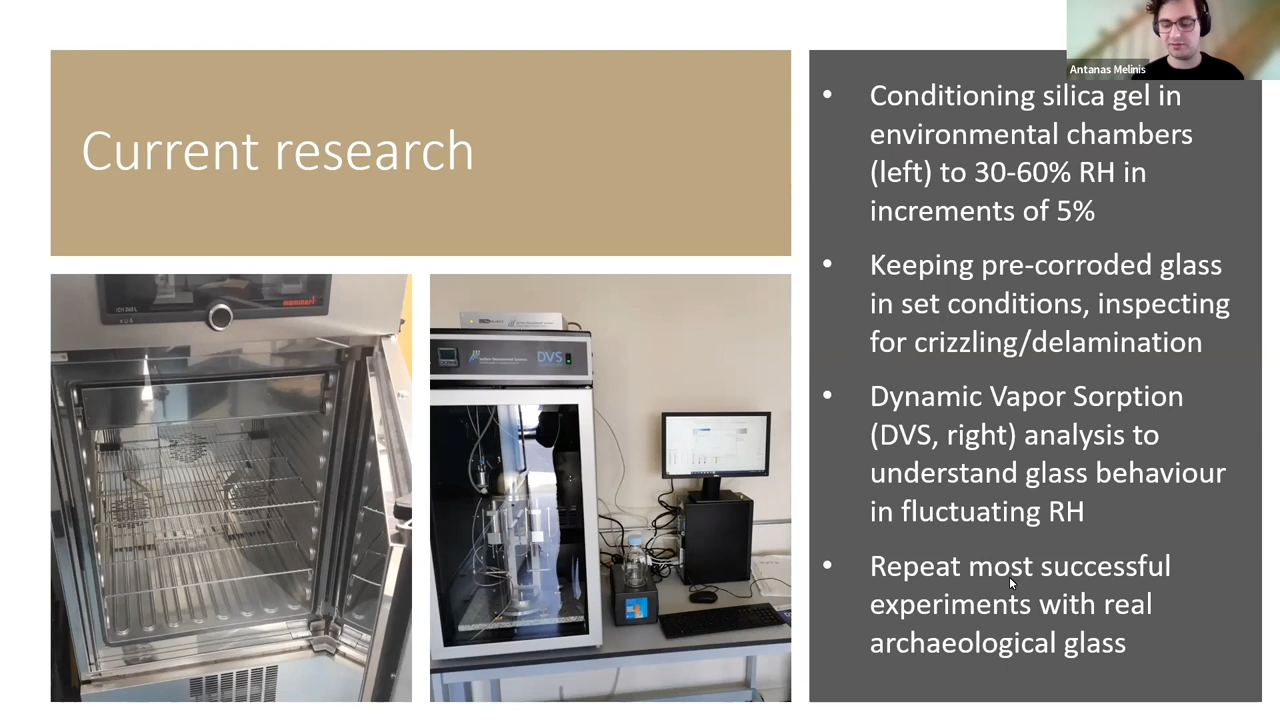 Antanas Melinis
Current research
• Conditioning silica gel in
environmental chambers
(left) to 30-60% RH in
increments of 5%
• Keeping pre-corroded glass
in set conditions, inspecting
for crizzling/delamination
• Dynamic Vapor Sorption
(DVS, right) analysis to
understand glass behaviour
in fluctuating RH
• Repeat most successful
experiments with real
archaeological glass
memmert
DVS